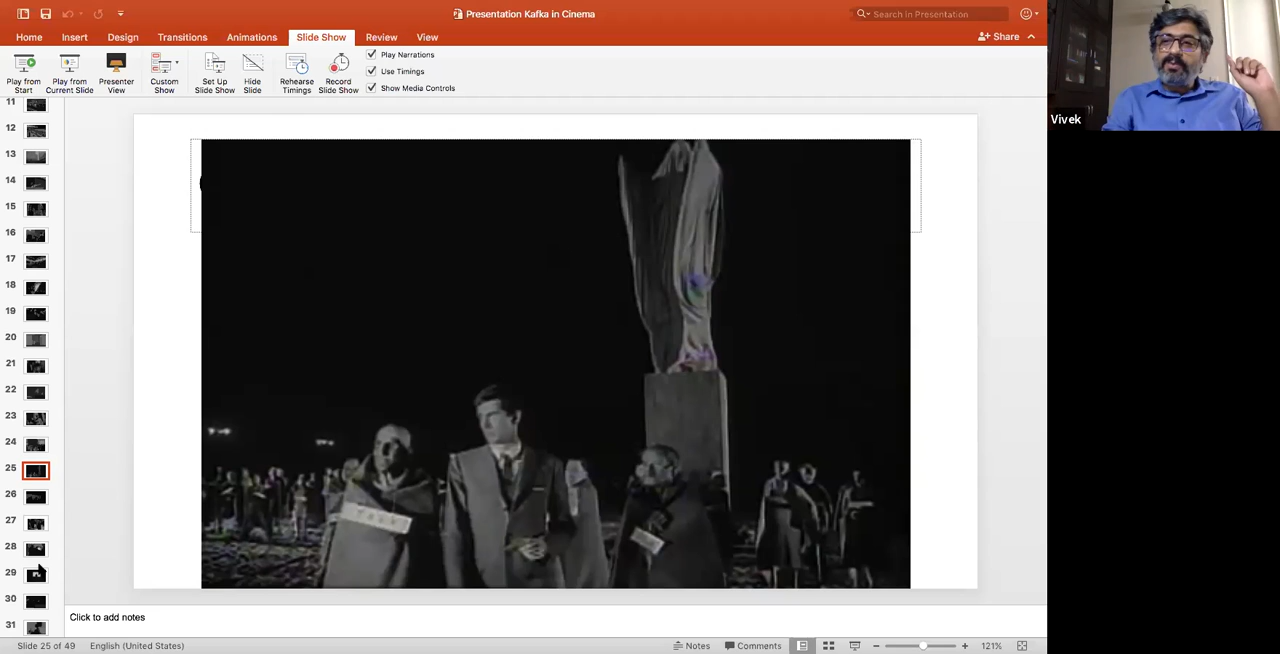 Presentation Kafka in Cinema
Search in Presentation
Home Insert Design Transitions Animations Slide Show Review View
Share
Play from Start
Play from Current Slide
Presenter View
Custom Show
Set Up Slide Show
Hide Slide
Rehearse Timings
Record Slide Show
Play Narrations
Use Timings
Show Media Controls
Vivek
11
12
13
14
15
16
17
18
19
20
21
22
23
24
25
26
27
28
29
30
31
Click to add notes
Slide 25 of 49 English (United States) Notes Comments 121%